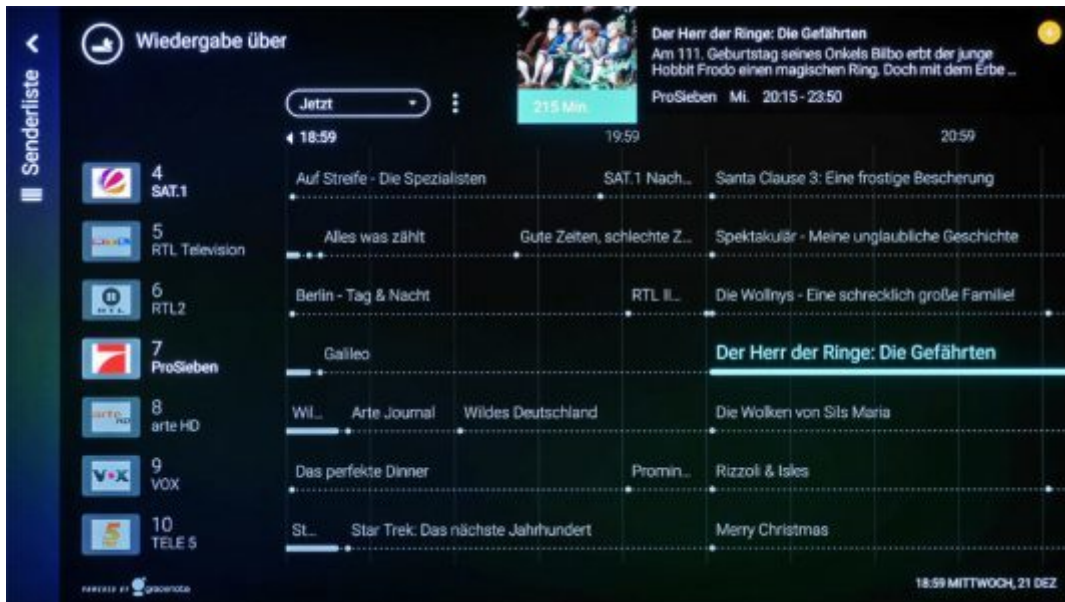 Senderliste
Wiedergabe über
Der Herr der Ringe: Die Gefährten
Am 111. Geburtstag seines Onkels Bilbo erbt der junge
Hobbit Frodo einen magischen Ring. Doch mit dem Erbe ...
ProSieben Mi. 20:15 - 23:50
215 Min.
Jetzt
18:59 19:59 20:59
4
SAT.1
Auf Streife - Die Spezialisten SAT.1 Nach... Santa Clause 3: Eine frostige Bescherung
5
RTL Television
Alles was zählt Gute Zeiten, schlechte Z... Spektakulär - Meine unglaubliche Geschichte
6
RTL2
Berlin - Tag & Nacht RTL II... Die Wollnys - Eine schrecklich große Familie!
7
ProSieben
Galileo Der Herr der Ringe: Die Gefährten
arte HD
8
arte HD
Wil... Arte Journal Wildes Deutschland Die Wolken von Sils Maria
VOX
9
VOX
Das perfekte Dinner Promin... Rizzoli & Isles
10
TELE 5
St... Star Trek: Das nächste Jahrhundert Merry Christmas
POWERED BY gracenote
18:59 MITTWOCH, 21 DEZ